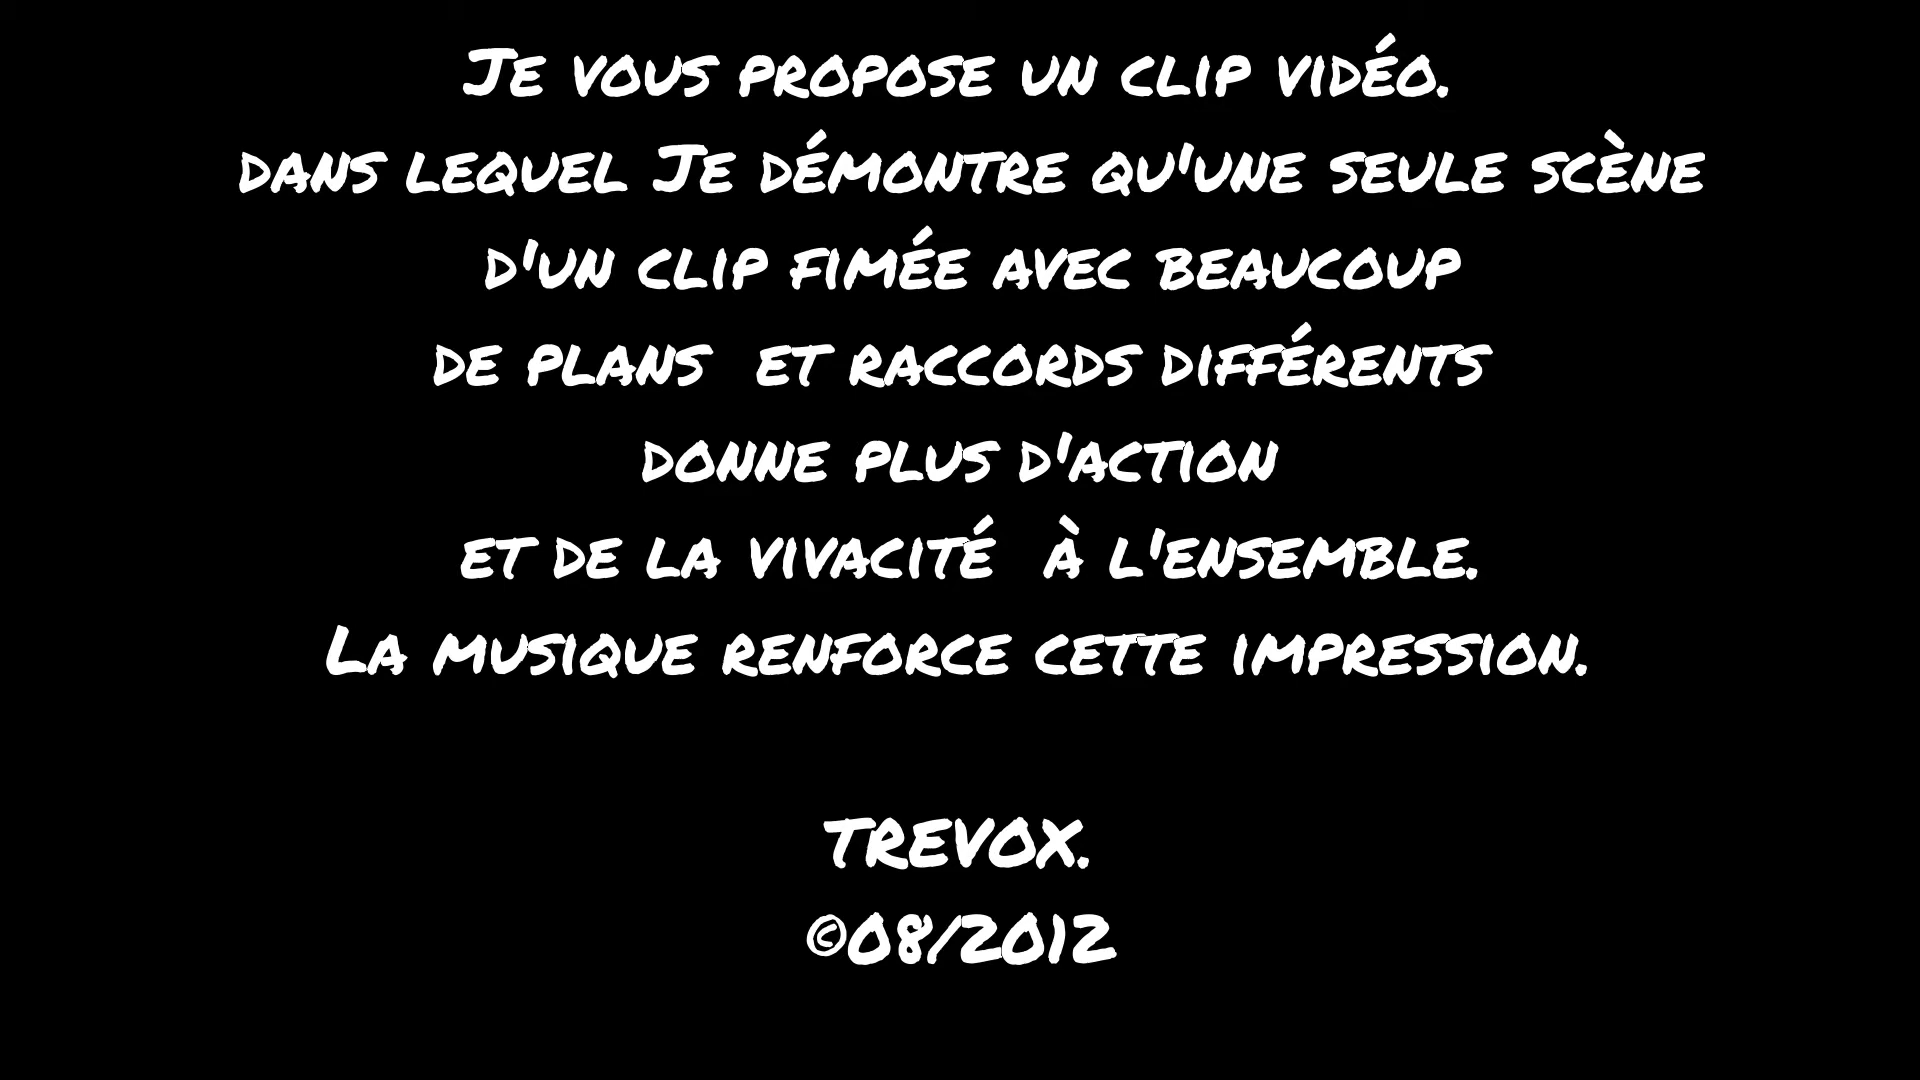 Je vous propose un clip vidéo.
dans lequel Je démontre qu'une seule scène
d'un clip fimée avec beaucoup
de plans  et raccords différents
donne plus d'action
et de la vivacité  à l'ensemble.
La musique renforce cette impression.
TREVOX.
©08/2012